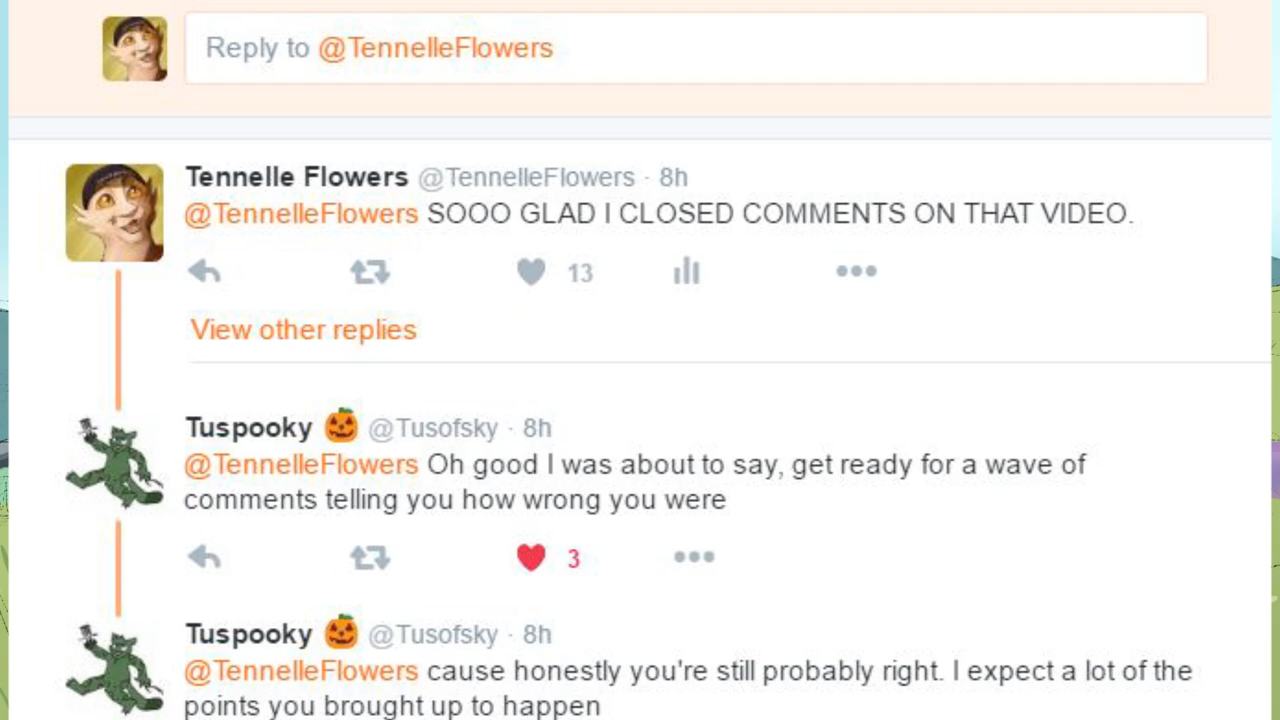 Reply to @TennelleFlowers
Tennelle Flowers @TennelleFlowers · 8h
@TennelleFlowers SOOO GLAD I CLOSED COMMENTS ON THAT VIDEO.
13
View other replies
Tuspooky 🎃 @Tusofsky · 8h
@TennelleFlowers Oh good I was about to say, get ready for a wave of
comments telling you how wrong you were
3
Tuspooky 🎃 @Tusofsky · 8h
@TennelleFlowers cause honestly you're still probably right. I expect a lot of the
points you brought up to happen